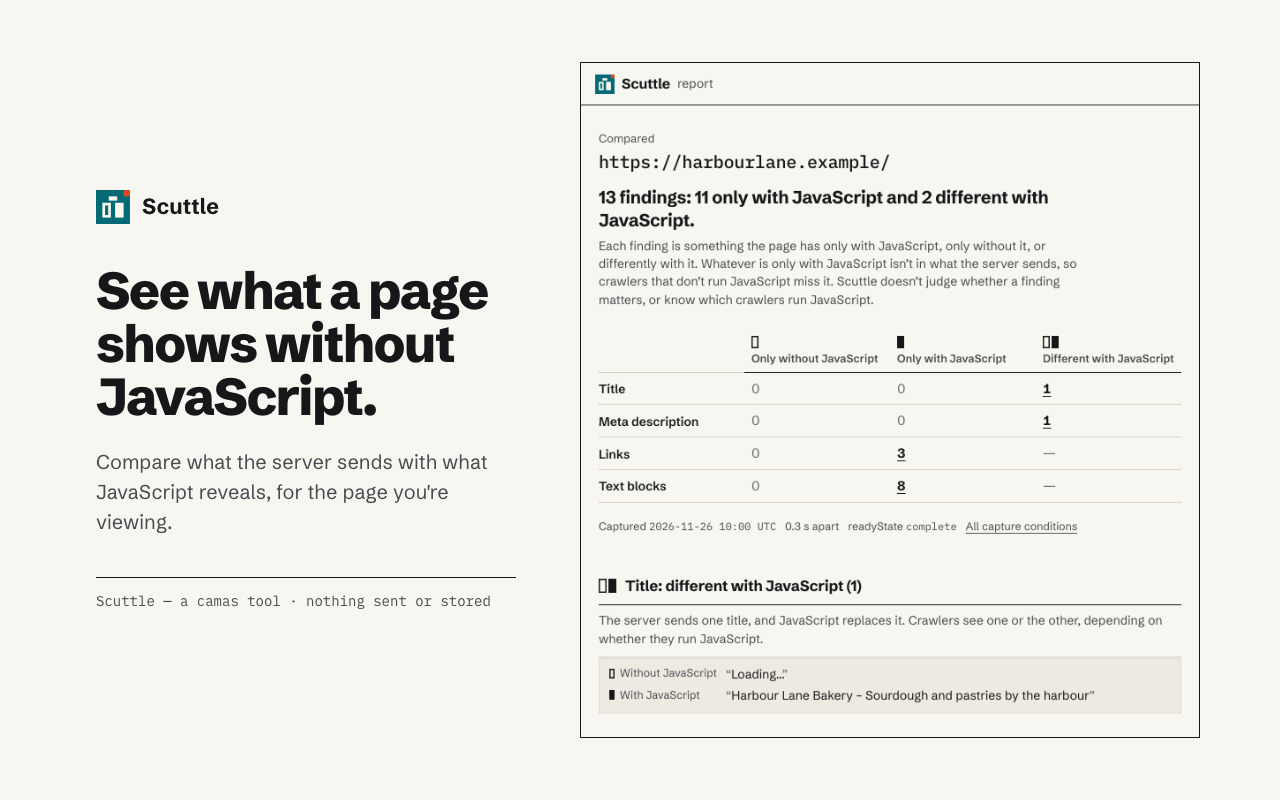 Scuttle
See what a page
shows without
JavaScript.
Compare what the server sends with what
JavaScript reveals, for the page you're
viewing.
Scuttle — a camas tool · nothing sent or stored
Scuttle report
Compared
https://harbourlane.example/
13 findings: 11 only with JavaScript and 2 different with
JavaScript.
Each finding is something the page has only with JavaScript, only without it, or
differently with it. Whatever is only with JavaScript isn’t in what the server sends, so
crawlers that don’t run JavaScript miss it. Scuttle doesn’t judge whether a finding
matters, or know which crawlers run JavaScript.
Only without JavaScript Only with JavaScript Different with JavaScript
Title 0 0 1
Meta description 0 0 1
Links 0 3 —
Text blocks 0 8 —
Captured 2026-11-26 10:00 UTC 0.3 s apart readyState complete All capture conditions
Title: different with JavaScript (1)
The server sends one title, and JavaScript replaces it. Crawlers see one or the other, depending on
whether they run JavaScript.
Without JavaScript “Loading…”
With JavaScript “Harbour Lane Bakery – Sourdough and pastries by the harbour”